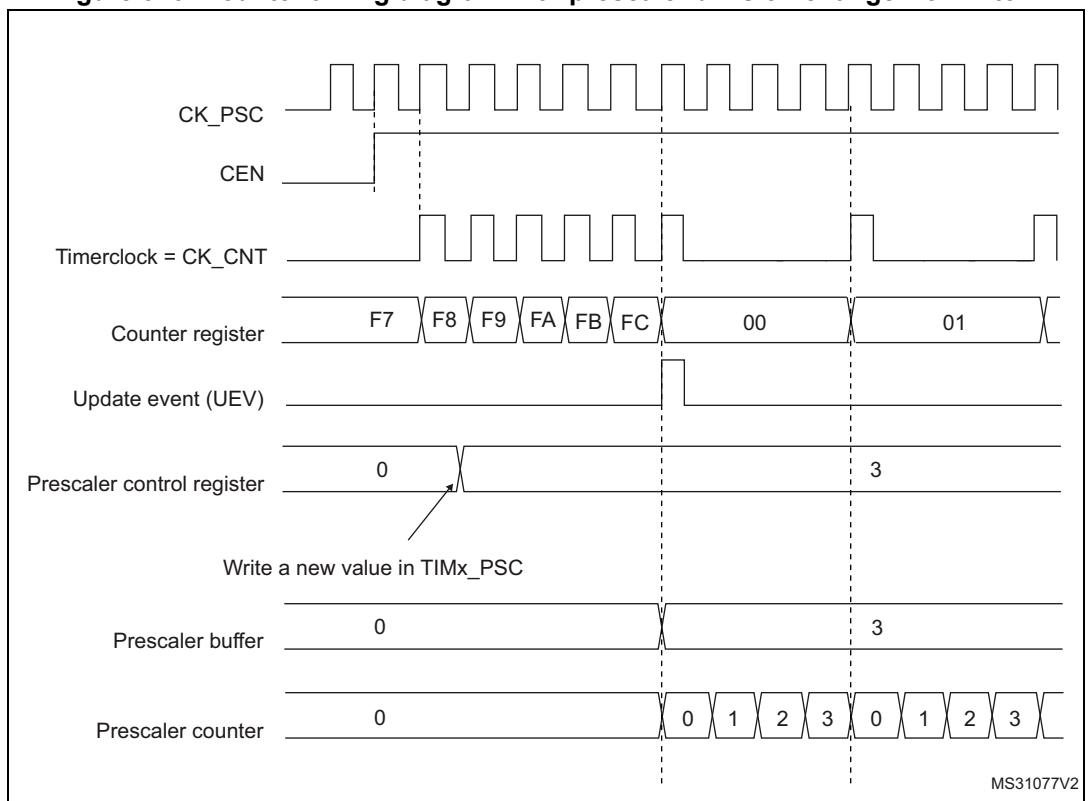 CK_PSC
CEN
Timerclock = CK_CNT
Counter register
F7 F8 F9 FA FB FC 00 01
Update event (UEV)
Prescaler control register
0 3
Write a new value in TIMx_PSC
Prescaler buffer
0 3
Prescaler counter
0 0 1 2 3 0 1 2 3
MS31077V2